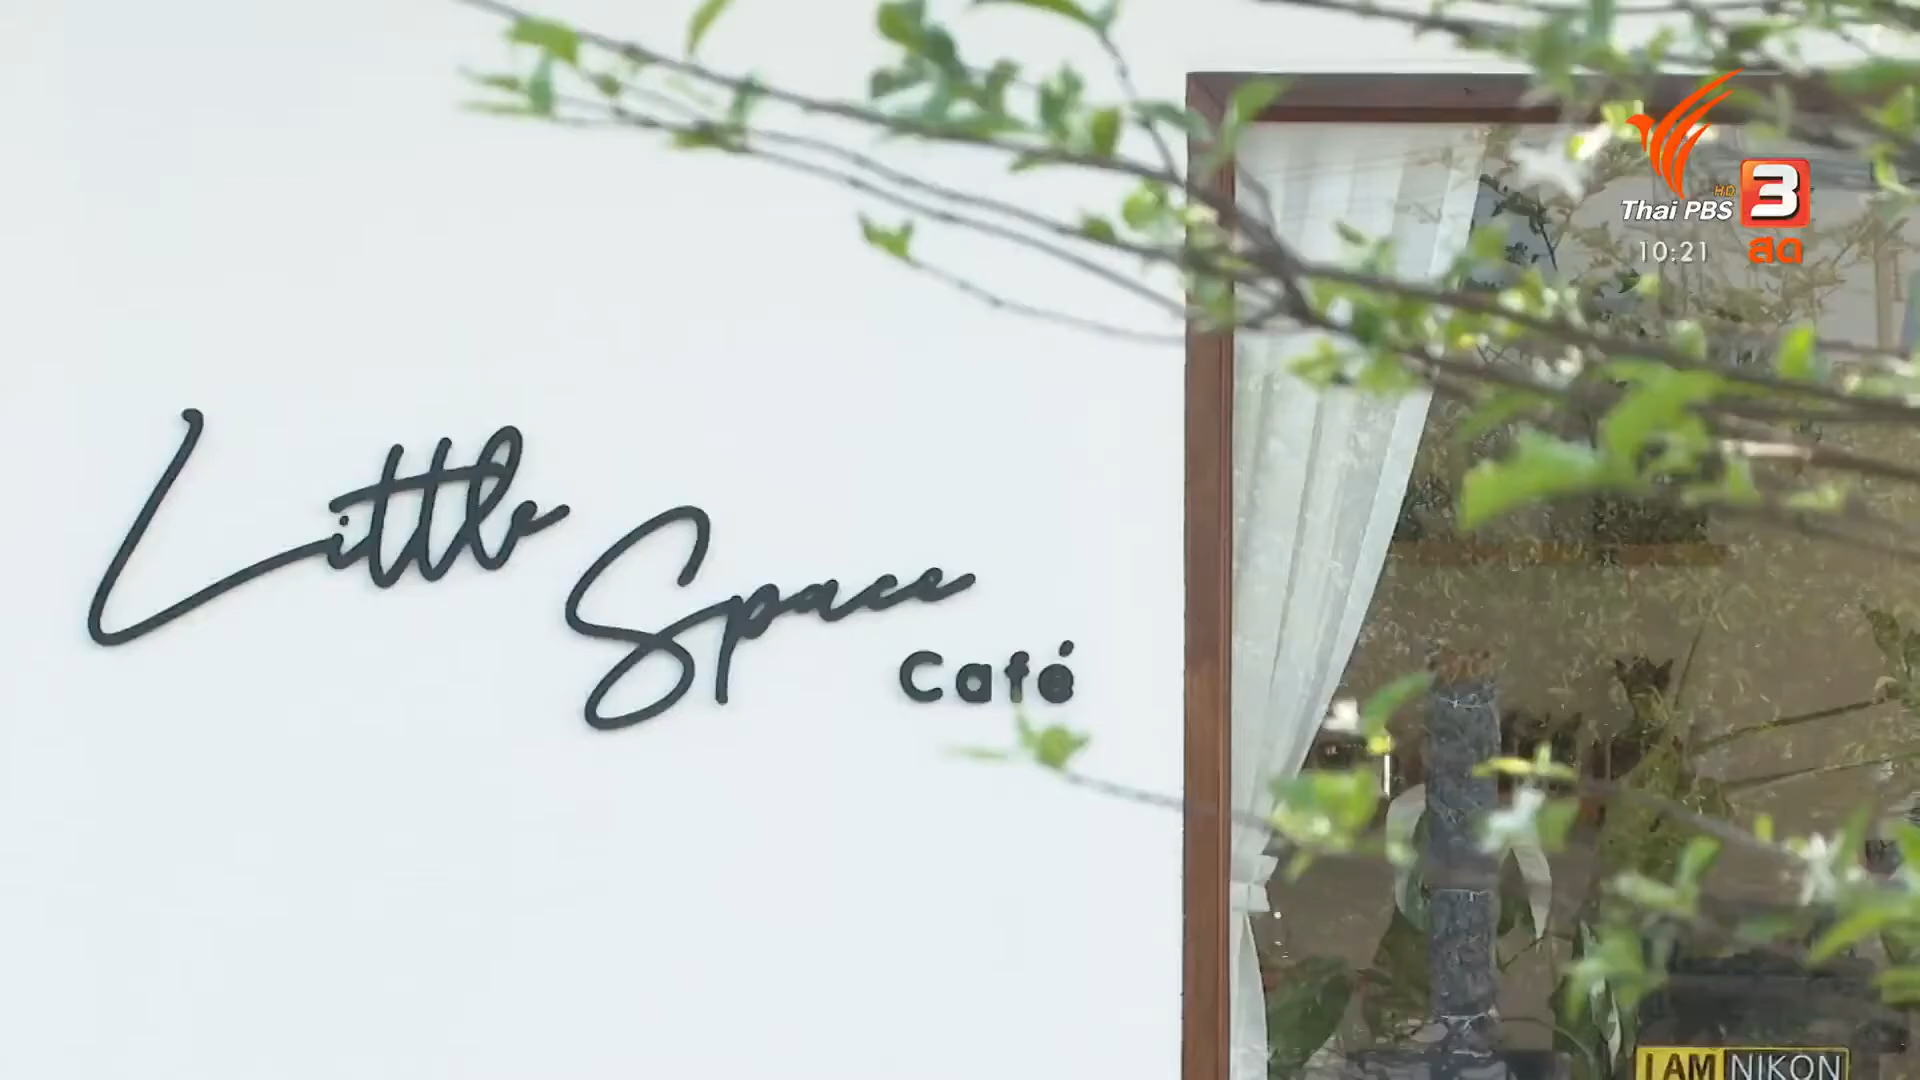 Little
Space
Café
HD
Thai PBS 3
10:21 สด
I AM NIKON